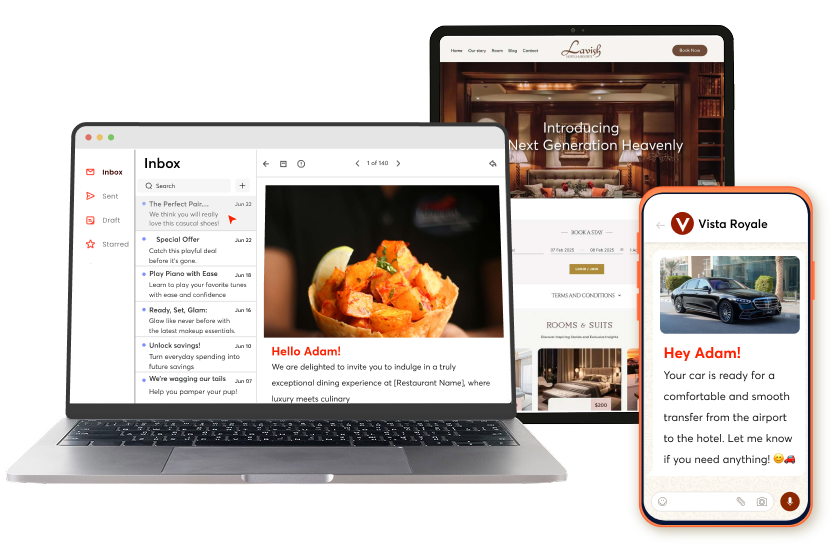 Home Our story Room Blog Contact
Lavish
Book Now
Introducing
Next Generation Heavenly
BOOK A STAY
07 Feb 2025
08 Feb 2025
TERMS AND CONDITIONS
ROOMS & SUITS
Discover Inspiring Stories and Exclusive Insights
$200
Inbox
Sent
Draft
Starred
Inbox
Search
The Perfect Pair,... Jun 23
We think you will really
love this casucal shoes!
Special Offer Jun 22
Catch this playful deal
before it's gone.
Play Piano with Ease Jun 18
Learn to play your favorite tunes
with ease and confidence
Ready, Set, Glam: Jun 16
Glow like never before with
the latest makeup essentials.
Unlock savings! Jun 10
Turn everyday spending into
future savings
We're wagging our tails Jun 07
Help you pamper your pup!
1 of 140
Hello Adam!
We are delighted to invite you to indulge in a truly
exceptional dining experience at [Restaurant Name], where
luxury meets culinary
V Vista Royale
Hey Adam!
Your car is ready for a
comfortable and smooth
transfer from the airport
to the hotel. Let me know
if you need anything! 😊🚗